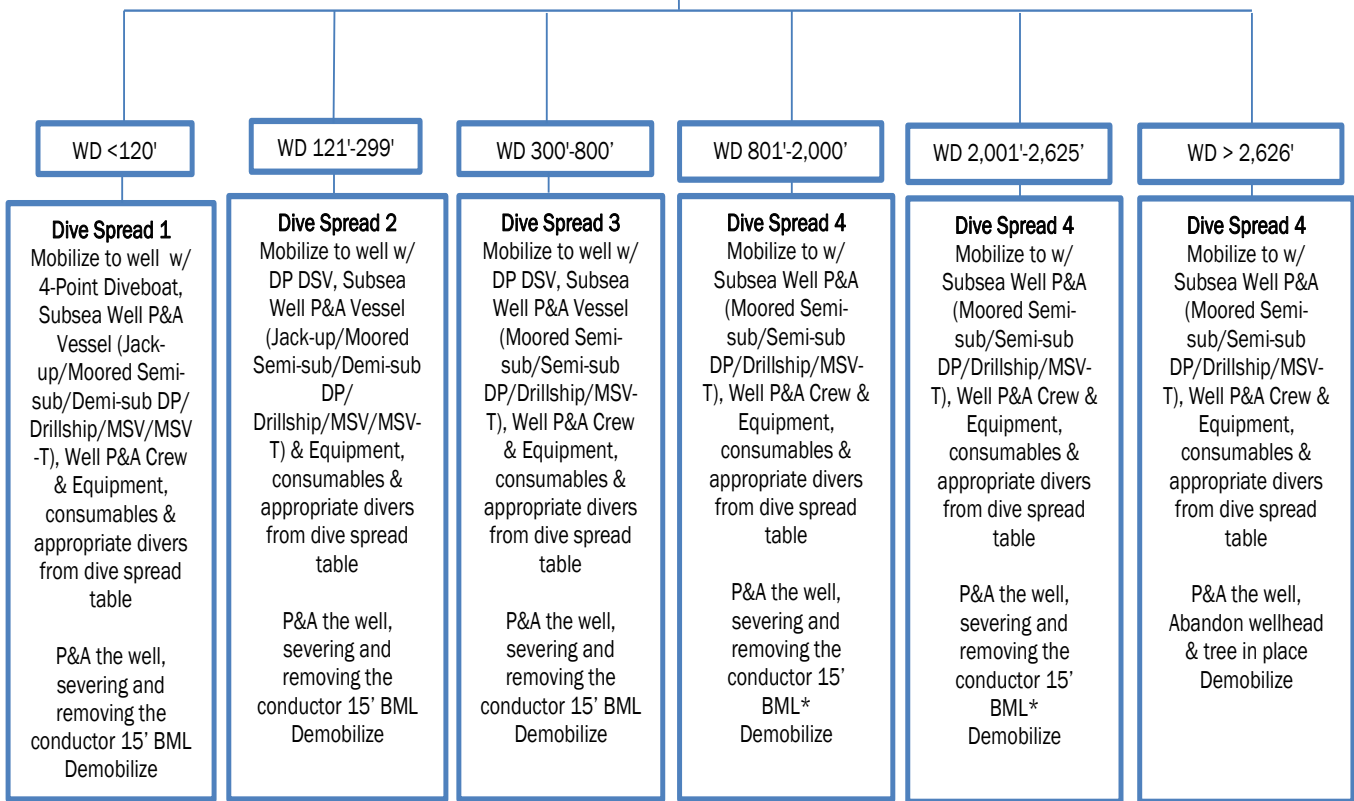 WD <120'
WD 121'-299'
WD 300'-800’
WD 801'-2,000’
WD 2,001'-2,625’
WD > 2,626'
Dive Spread 1
Mobilize to well w/
4-Point Diveboat,
Subsea Well P&A
Vessel (Jack-
up/Moored Semi-
sub/Demi-sub DP/
Drillship/MSV/MSV
-T), Well P&A Crew
& Equipment,
consumables &
appropriate divers
from dive spread
table
P&A the well,
severing and
removing the
conductor 15’ BML
Demobilize
Dive Spread 2
Mobilize to well w/
DP DSV, Subsea
Well P&A Vessel
(Jack-up/Moored
Semi-sub/Demi-sub
DP/
Drillship/MSV/MSV-
T) & Equipment,
consumables &
appropriate divers
from dive spread
table
P&A the well,
severing and
removing the
conductor 15’ BML
Demobilize
Dive Spread 3
Mobilize to well w/
DP DSV, Subsea
Well P&A Vessel
(Moored Semi-
sub/Semi-sub
DP/Drillship/MSV-
T), Well P&A Crew
& Equipment,
consumables &
appropriate divers
from dive spread
table
P&A the well,
severing and
removing the
conductor 15’ BML
Demobilize
Dive Spread 4
Mobilize to w/
Subsea Well P&A
(Moored Semi-
sub/Semi-sub
DP/Drillship/MSV-
T), Well P&A Crew &
Equipment,
consumables &
appropriate divers
from dive spread
table
P&A the well,
severing and
removing the
conductor 15’
BML*
Demobilize
Dive Spread 4
Mobilize to w/
Subsea Well P&A
(Moored Semi-
sub/Semi-sub
DP/Drillship/MSV-
T), Well P&A Crew &
Equipment,
consumables &
appropriate divers
from dive spread
table
P&A the well,
severing and
removing the
conductor 15’
BML*
Demobilize
Dive Spread 4
Mobilize to w/
Subsea Well P&A
(Moored Semi-
sub/Semi-sub
DP/Drillship/MSV-
T), Well P&A Crew &
Equipment,
consumables &
appropriate divers
from dive spread
table
P&A the well,
Abandon wellhead
& tree in place
Demobilize